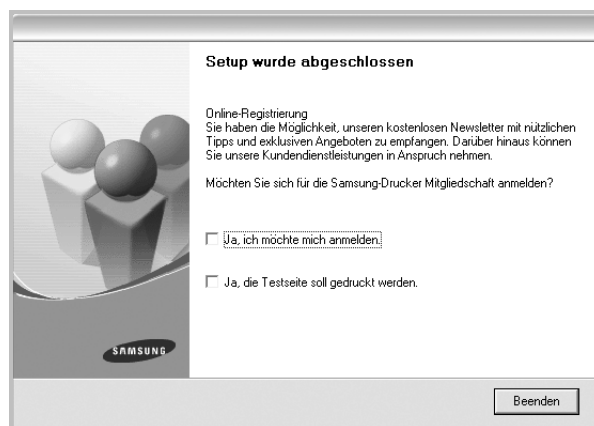 Setup wurde abgeschlossen
Online-Registrierung
Sie haben die Möglichkeit, unseren kostenlosen Newsletter mit nützlichen
Tipps und exklusiven Angeboten zu empfangen. Darüber hinaus können
Sie unsere Kundendienstleistungen in Anspruch nehmen.
Möchten Sie sich für die Samsung-Drucker Mitgliedschaft anmelden?
Ja, ich möchte mich anmelden.
Ja, die Testseite soll gedruckt werden.
SAMSUNG
Beenden